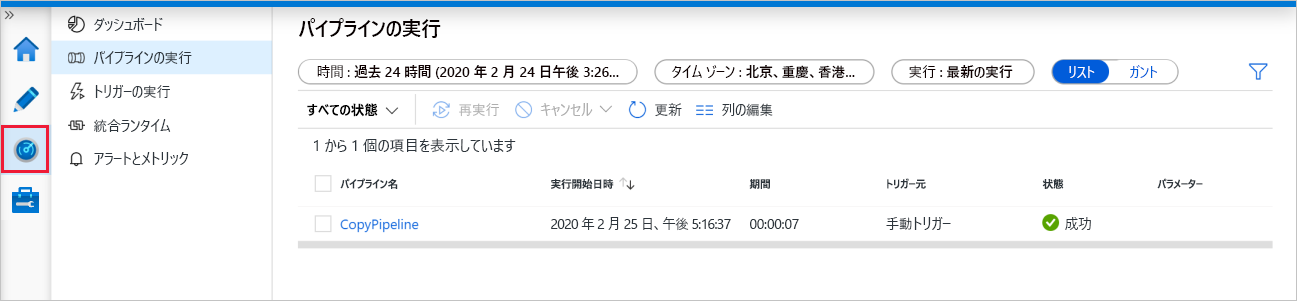 »
ダッシュボード
パイプラインの実行
トリガーの実行
統合ランタイム
アラートとメトリック
パイプラインの実行
時間 : 過去 24 時間 (2020 年 2 月 24 日午後 3:26...
タイム ゾーン : 北京、重慶、香港...
実行 : 最新の実行
リスト
ガント
すべての状態
再実行
キャンセル
更新
列の編集
1 から 1 個の項目を表示しています
パイプライン名 実行開始日時 ↑↓ 期間 トリガー元 状態 パラメーター
CopyPipeline 2020 年 2 月 25 日、午後 5:16:37 00:00:07 手動トリガー 成功